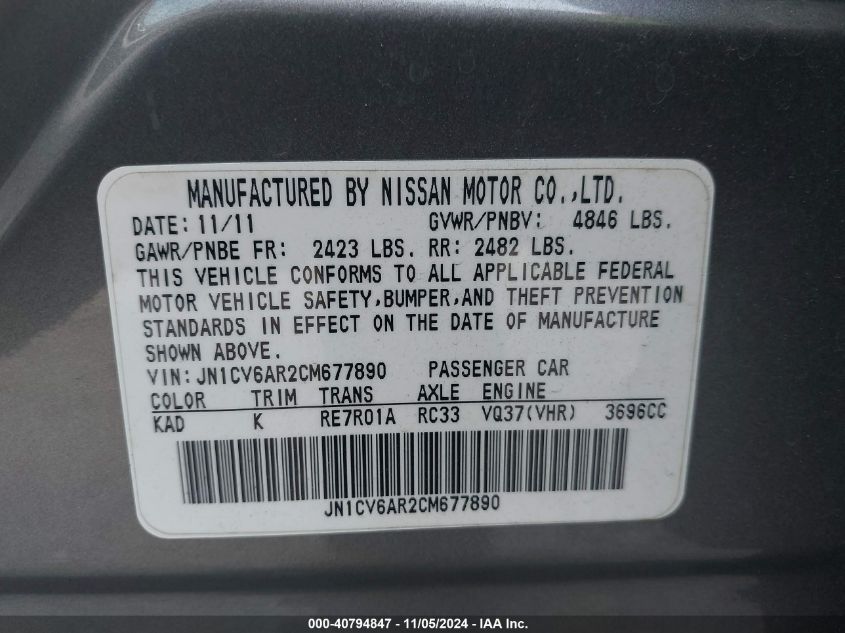 MANUFACTURED BY NISSAN MOTOR CO.,LTD.
DATE: 11/11 GVWR/PNBV: 4846 LBS.
GAWR/PNBE FR: 2423 LBS. RR: 2482 LBS.
THIS VEHICLE CONFORMS TO ALL APPLICABLE FEDERAL
MOTOR VEHICLE SAFETY,BUMPER,AND THEFT PREVENTION
STANDARDS IN EFFECT ON THE DATE OF MANUFACTURE
SHOWN ABOVE.
VIN: JN1CV6AR2CM677890 PASSENGER CAR
COLOR TRIM TRANS AXLE ENGINE
KAD K RE7R01A RC33 VQ37(VHR) 3696CC
JN1CV6AR2CM677890
000-40794847 - 11/05/2024 - IAA Inc.